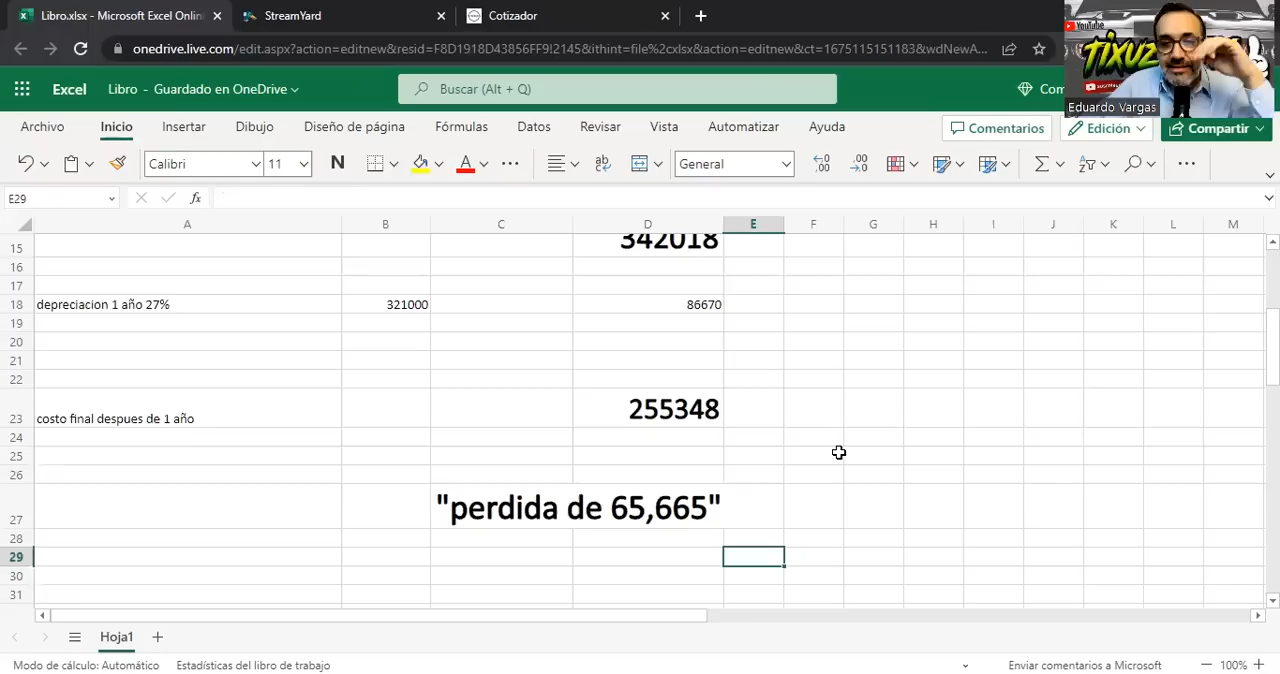 Libro.xlsx - Microsoft Excel Online
StreamYard
Cotizador
onedrive.live.com/edit.aspx?action=editnew&resid=F8D1918D43856FF9!2145&ithint=file%2cxlsx&action=editnew&ct=1675115151183&wdNewA...
YouTube
Eduardo Vargas
Excel
Libro - Guardado en OneDrive
Buscar (Alt + Q)
Com
Archivo Inicio Insertar Dibujo Diseño de página Fórmulas Datos Revisar Vista Automatizar Ayuda
Comentarios
Edición
Compartir
Calibri 11 N A General
E29
fx
A B C D E F G H I J K L M
15 342018
16
17
18 depreciacion 1 año 27% 321000 86670
19
20
21
22
23 costo final despues de 1 año 255348
24
25
26
27 "perdida de 65,665"
28
29
30
31
Hoja1
Modo de cálculo: Automático Estadísticas del libro de trabajo Enviar comentarios a Microsoft 100%